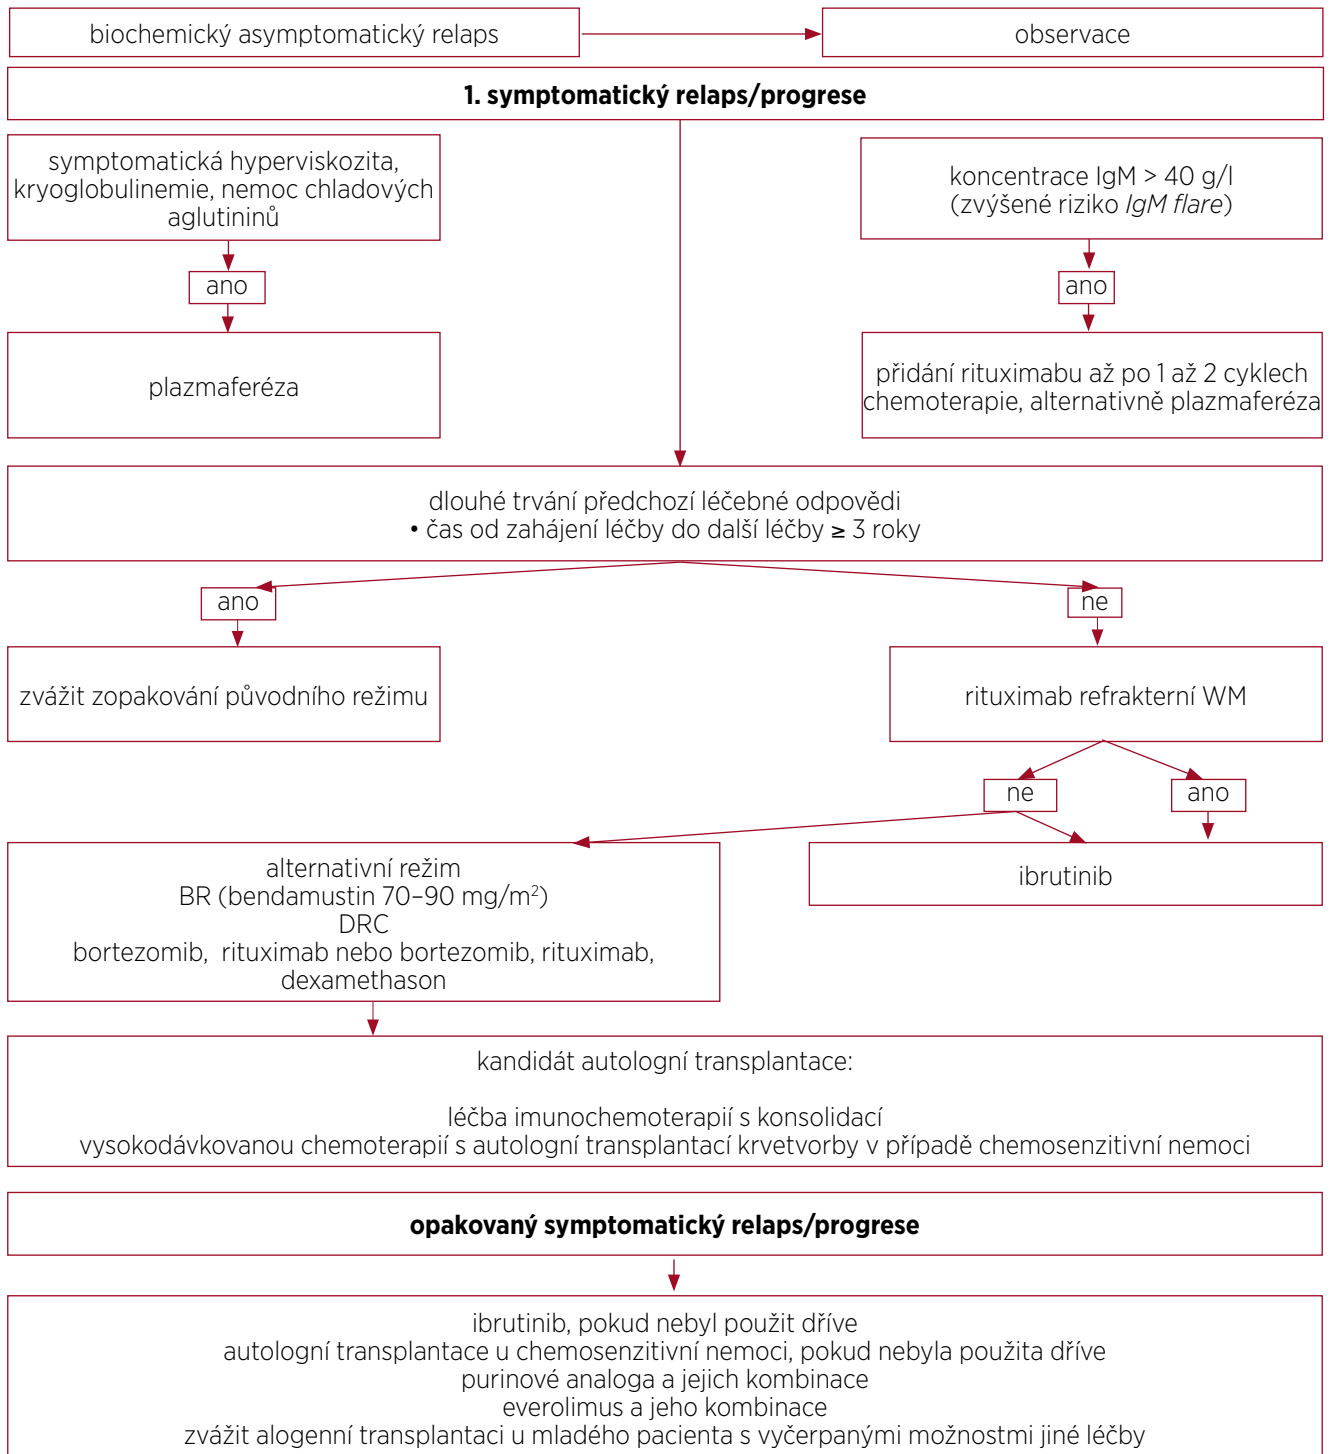 biochemický asymptomatický relaps
observace
1. symptomatický relaps/progrese
symptomatická hyperviskozita,
kryoglobulinemie, nemoc chladových
aglutininů
koncentrace IgM > 40 g/l
(zvýšené riziko IgM flare)
ano
ano
plazmaferéza
přidání rituximabu až po 1 až 2 cyklech
chemoterapie, alternativně plazmaferéza
dlouhé trvání předchozí léčebné odpovědi
• čas od zahájení léčby do další léčby ≥ 3 roky
ano
ne
zvážit zopakování původního režimu
rituximab refrakterní WM
ne
ano
alternativní režim
BR (bendamustin 70–90 mg/m²)
DRC
bortezomib, rituximab nebo bortezomib, rituximab,
dexamethason
ibrutinib
kandidát autologní transplantace:
léčba imunochemoterapií s konsolidací
vysokodávkovanou chemoterapií s autologní transplantací krvetvorby v případě chemosenzitivní nemoci
opakovaný symptomatický relaps/progrese
ibrutinib, pokud nebyl použit dříve
autologní transplantace u chemosenzitivní nemoci, pokud nebyla použita dříve
purinové analoga a jejich kombinace
everolimus a jeho kombinace
zvážit alogenní transplantaci u mladého pacienta s vyčerpanými možnostmi jiné léčby